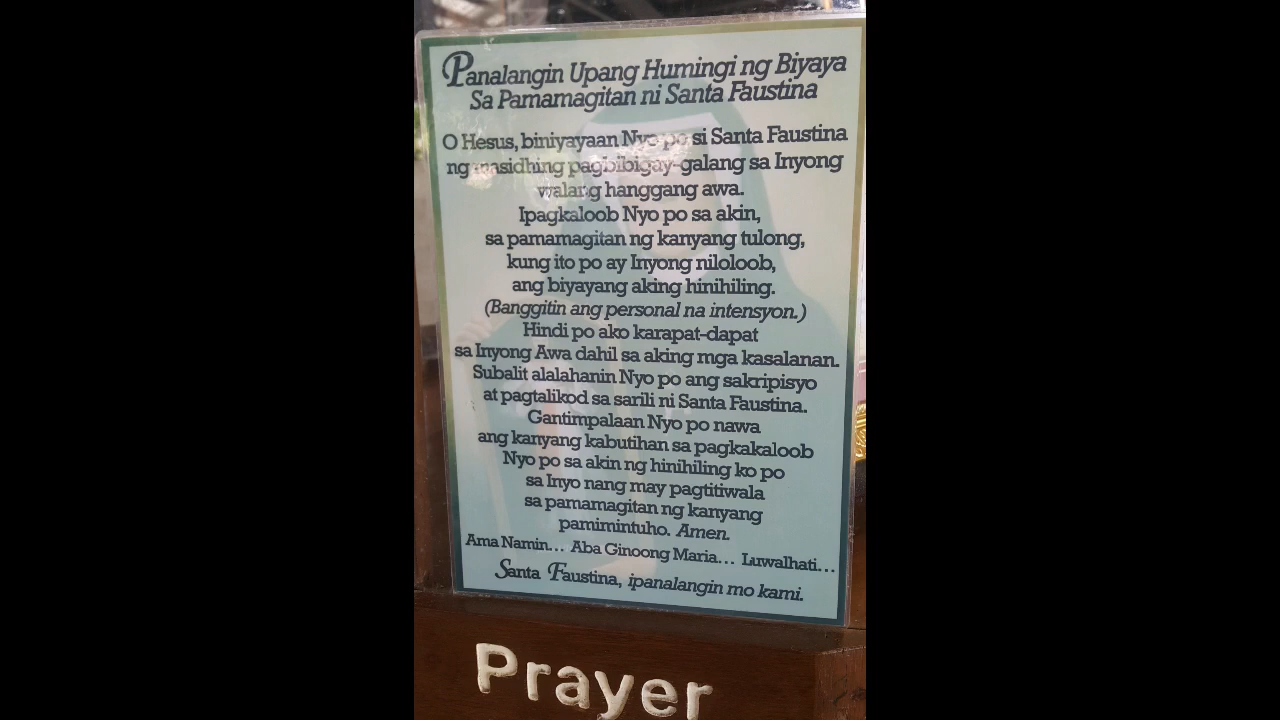 Panalangin Upang Humingi ng Biyaya
Sa Pamamagitan ni Santa Faustina
O Hesus, biniyayaan Nyo po si Santa Faustina
ng masidhing pagbibigay-galang sa Inyong
walang hanggang awa.
Ipagkaloob Nyo po sa akin,
sa pamamagitan ng kanyang tulong,
kung ito po ay Inyong niloloob,
ang biyayang aking hinihiling.
(Banggitin ang personal na intensyon.)
Hindi po ako karapat-dapat
sa Inyong Awa dahil sa aking mga kasalanan.
Subalit alalahanin Nyo po ang sakripisyo
at pagtalikod sa sarili ni Santa Faustina.
Gantimpalaan Nyo po nawa
ang kanyang kabutihan sa pagkakaloob
Nyo po sa akin ng hinihiling ko po
sa Inyo nang may pagtitiwala
sa pamamagitan ng kanyang
pamimintuho. Amen.
Ama Namin... Aba Ginoong Maria... Luwalhati...
Santa Faustina, ipanalangin mo kami.
Prayer